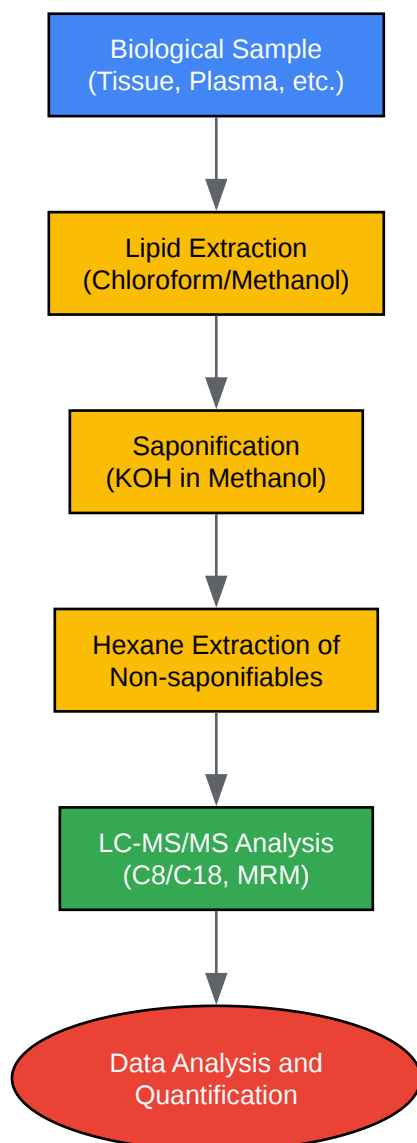 Biological Sample
(Tissue, Plasma, etc.)
Lipid Extraction
(Chloroform/Methanol)
Saponification
(KOH in Methanol)
Hexane Extraction of
Non-saponifiables
LC-MS/MS Analysis
(C8/C18, MRM)
Data Analysis and
Quantification